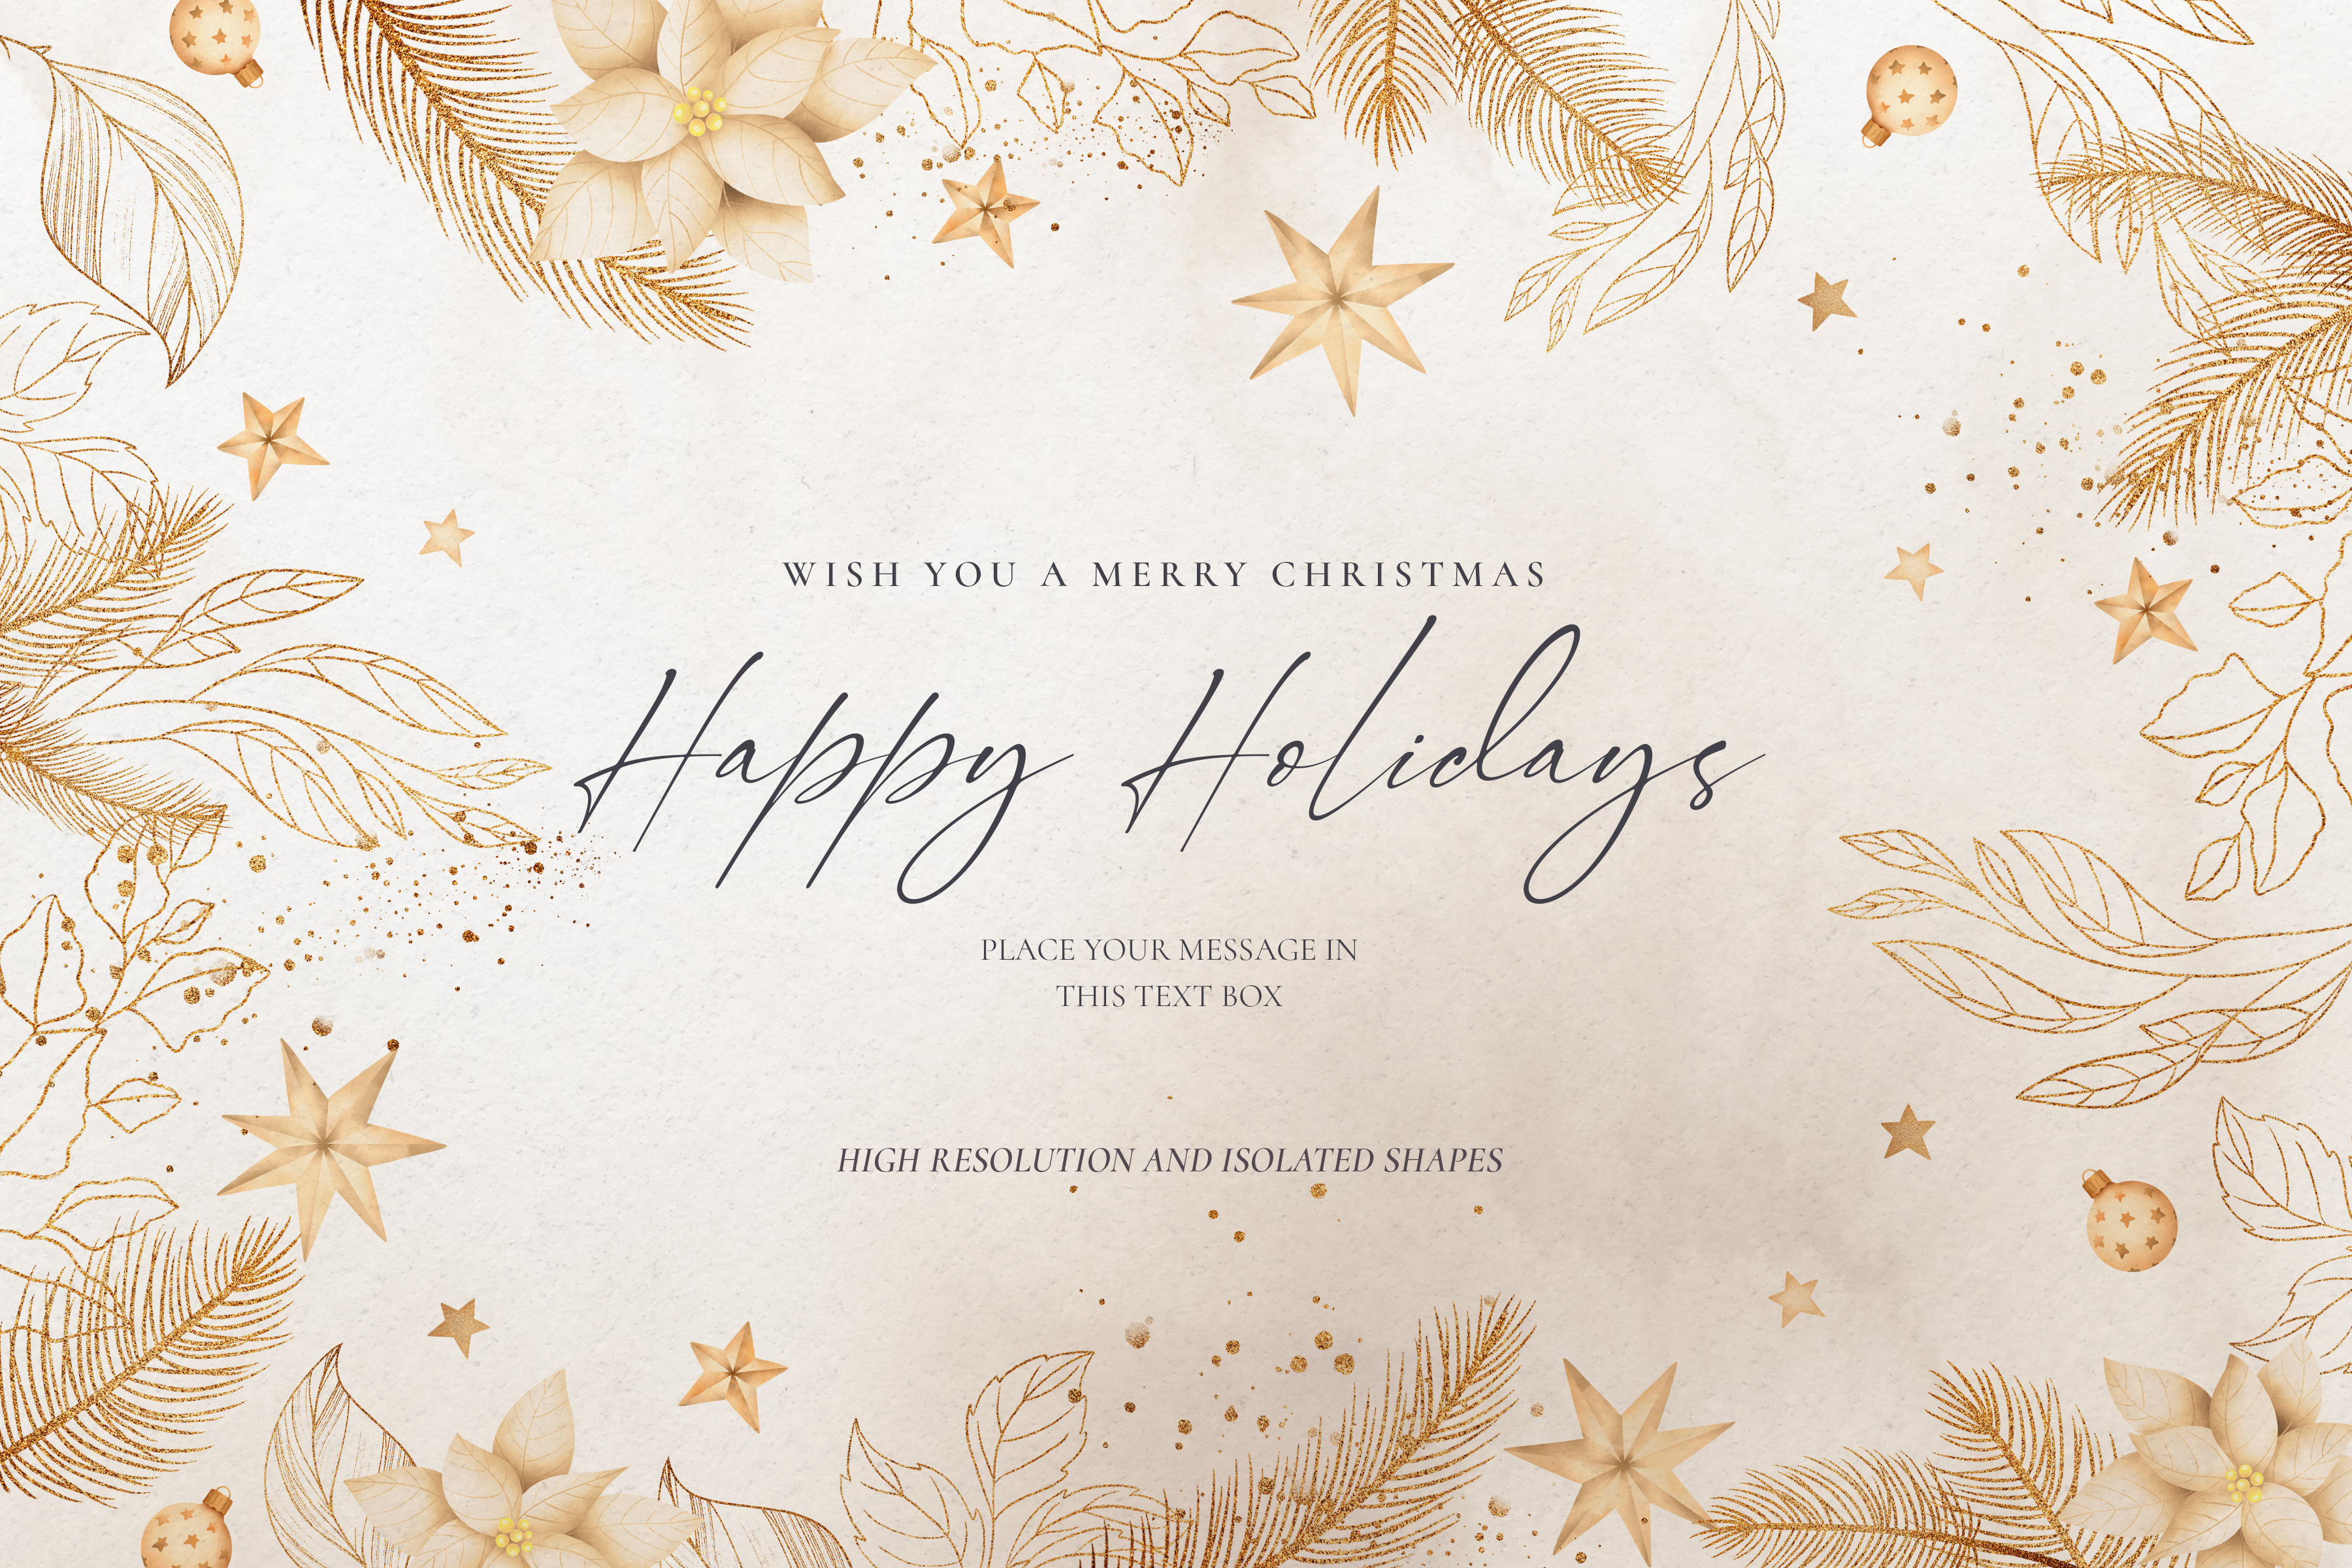 WISH YOU A MERRY CHRISTMAS
Happy Holidays
PLACE YOUR MESSAGE IN
THIS TEXT BOX
HIGH RESOLUTION AND ISOLATED SHAPES